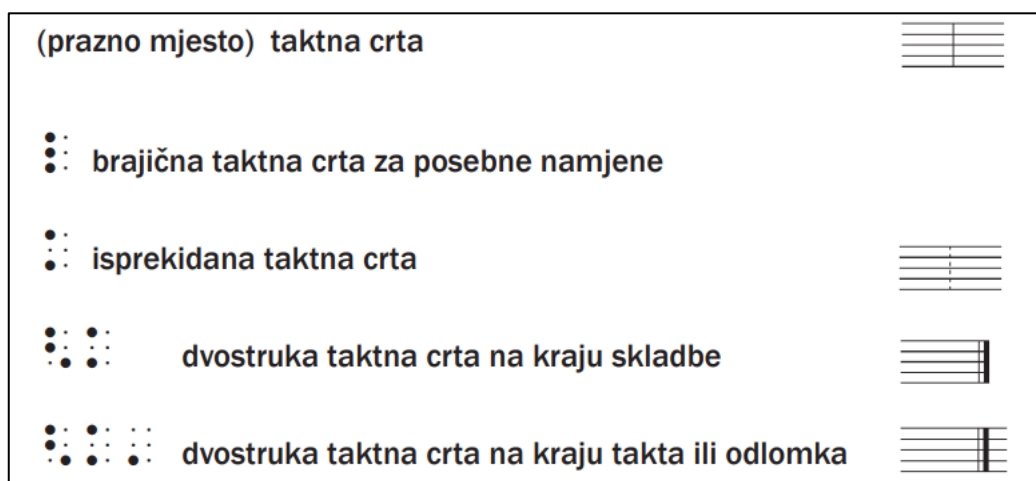 (prazno mjesto) taktna crta
⠇ brajična taktna crta za posebne namjene
⠅ isprekidana taktna crta
⠣⠅ dvostruka taktna crta na kraju skladbe
⠣⠅⠄ dvostruka taktna crta na kraju takta ili odlomka